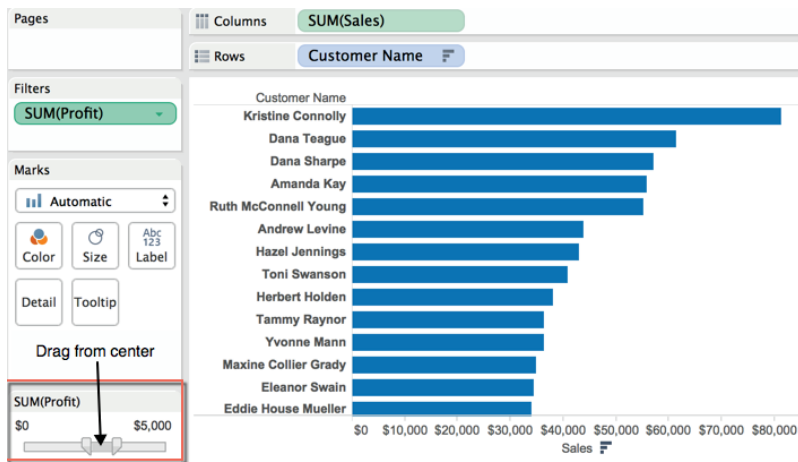 Pages
Columns SUM(Sales)
Rows Customer Name
Filters
SUM(Profit)
Marks
Automatic
Color Size Abc 123 Label
Detail Tooltip
Drag from center
SUM(Profit)
$0 $5,000
Customer Name
Kristine Connolly
Dana Teague
Dana Sharpe
Amanda Kay
Ruth McConnell Young
Andrew Levine
Hazel Jennings
Toni Swanson
Herbert Holden
Tammy Raynor
Yvonne Mann
Maxine Collier Grady
Eleanor Swain
Eddie House Mueller
$0 $10,000 $20,000 $30,000 $40,000 $50,000 $60,000 $70,000 $80,000
Sales